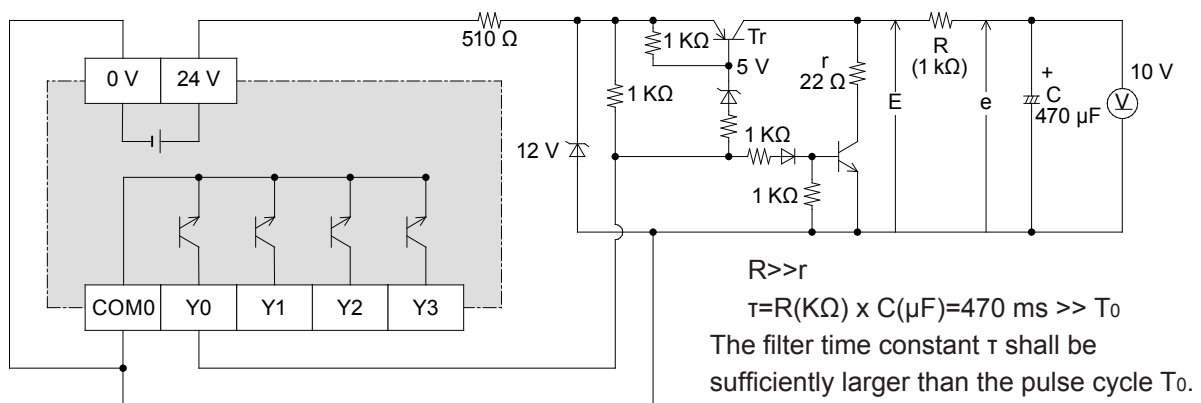 510 Ω
1 KΩ
Tr
R
(1 kΩ)
0 V
24 V
5 V
r
22 Ω
E
e
+
C
470 µF
10 V
V
1 KΩ
12 V
1 KΩ
1 KΩ
COM0
Y0
Y1
Y2
Y3
R>>r
τ=R(KΩ) x C(µF)=470 ms >> T0
The filter time constant τ shall be
sufficiently larger than the pulse cycle T0.